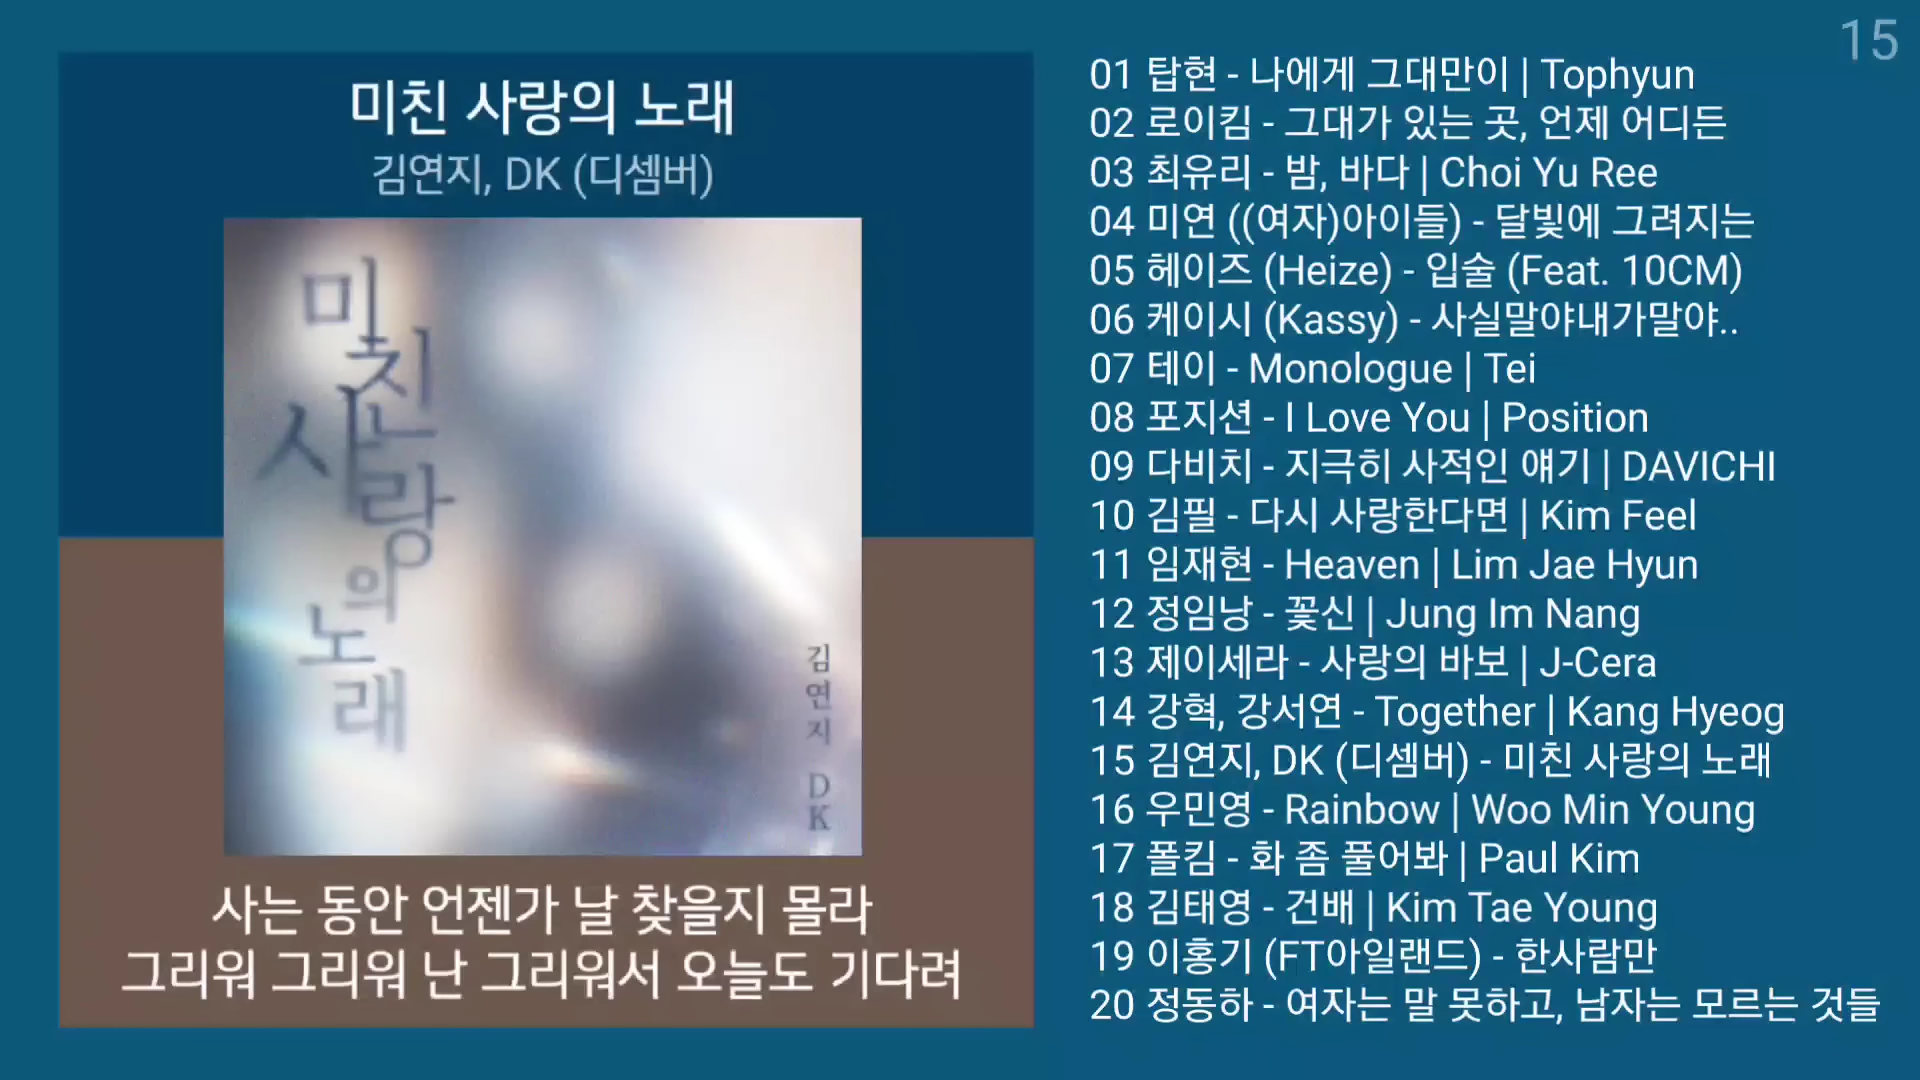 15
미친 사랑의 노래
김연지, DK (디셈버)
미친
사랑
의
노래
김연지 DK
사는 동안 언젠가 날 찾을지 몰라
그리워 그리워 난 그리워서 오늘도 기다려
01 탑현 - 나에게 그대만이 | Tophyun
02 로이킴 - 그대가 있는 곳, 언제 어디든
03 최유리 - 밤, 바다 | Choi Yu Ree
04 미연 ((여자)아이들) - 달빛에 그려지는
05 헤이즈 (Heize) - 입술 (Feat. 10CM)
06 케이시 (Kassy) - 사실말야내가말야..
07 테이 - Monologue | Tei
08 포지션 - I Love You | Position
09 다비치 - 지극히 사적인 얘기 | DAVICHI
10 김필 - 다시 사랑한다면 | Kim Feel
11 임재현 - Heaven | Lim Jae Hyun
12 정임낭 - 꽃신 | Jung Im Nang
13 제이세라 - 사랑의 바보 | J-Cera
14 강혁, 강서연 - Together | Kang Hyeog
15 김연지, DK (디셈버) - 미친 사랑의 노래
16 우민영 - Rainbow | Woo Min Young
17 폴킴 - 화 좀 풀어봐 | Paul Kim
18 김태영 - 건배 | Kim Tae Young
19 이홍기 (FT아일랜드) - 한사람만
20 정동하 - 여자는 말 못하고, 남자는 모르는 것들